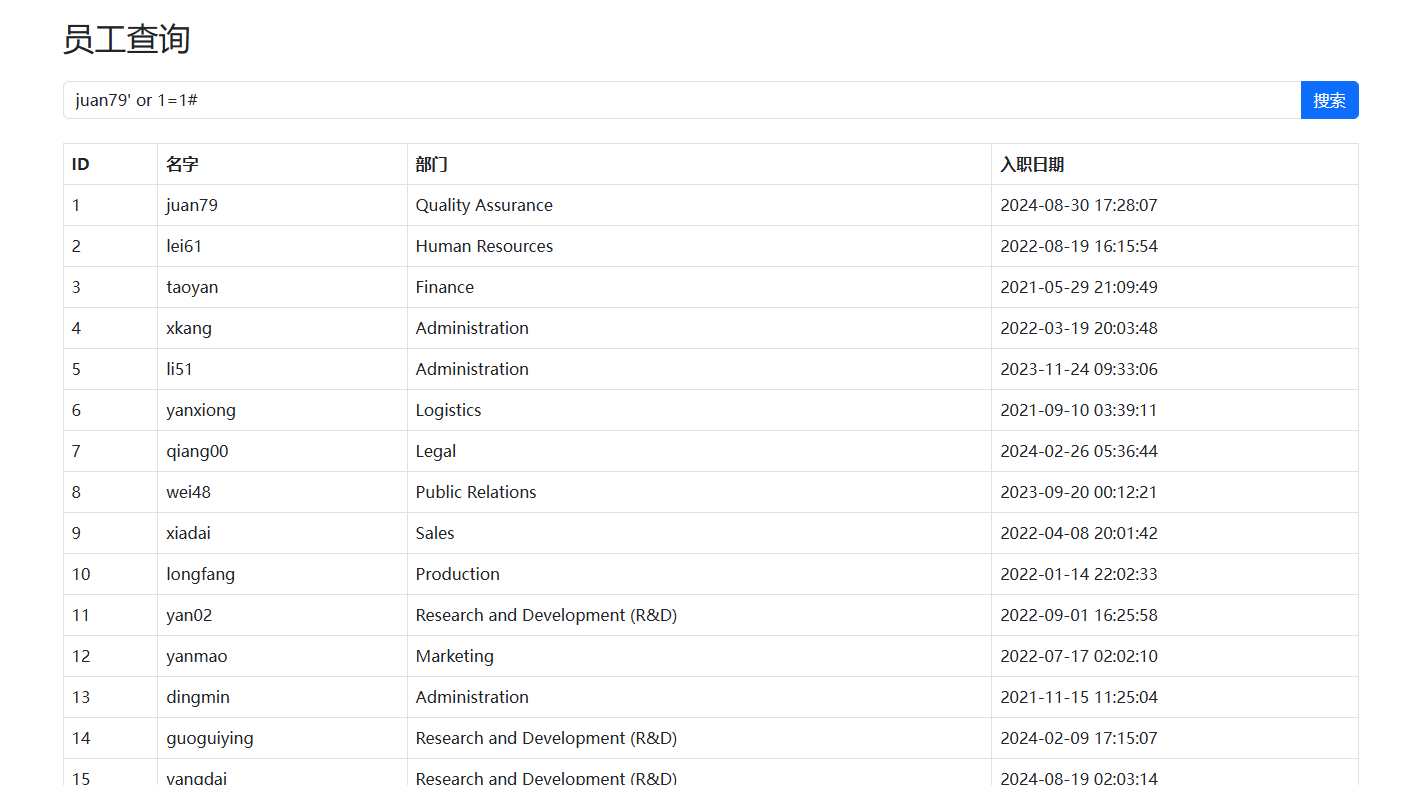 员工查询
juan79' or 1=1#
搜索
ID 名字 部门 入职日期
1 juan79 Quality Assurance 2024-08-30 17:28:07
2 lei61 Human Resources 2022-08-19 16:15:54
3 taoyan Finance 2021-05-29 21:09:49
4 xkang Administration 2022-03-19 20:03:48
5 li51 Administration 2023-11-24 09:33:06
6 yanxiong Logistics 2021-09-10 03:39:11
7 qiang00 Legal 2024-02-26 05:36:44
8 wei48 Public Relations 2023-09-20 00:12:21
9 xiadai Sales 2022-04-08 20:01:42
10 longfang Production 2022-01-14 22:02:33
11 yan02 Research and Development (R&D) 2022-09-01 16:25:58
12 yanmao Marketing 2022-07-17 02:02:10
13 dingmin Administration 2021-11-15 11:25:04
14 guoguiying Research and Development (R&D) 2024-02-09 17:15:07
15 yangdai Research and Development (R&D) 2024-08-19 02:03:14